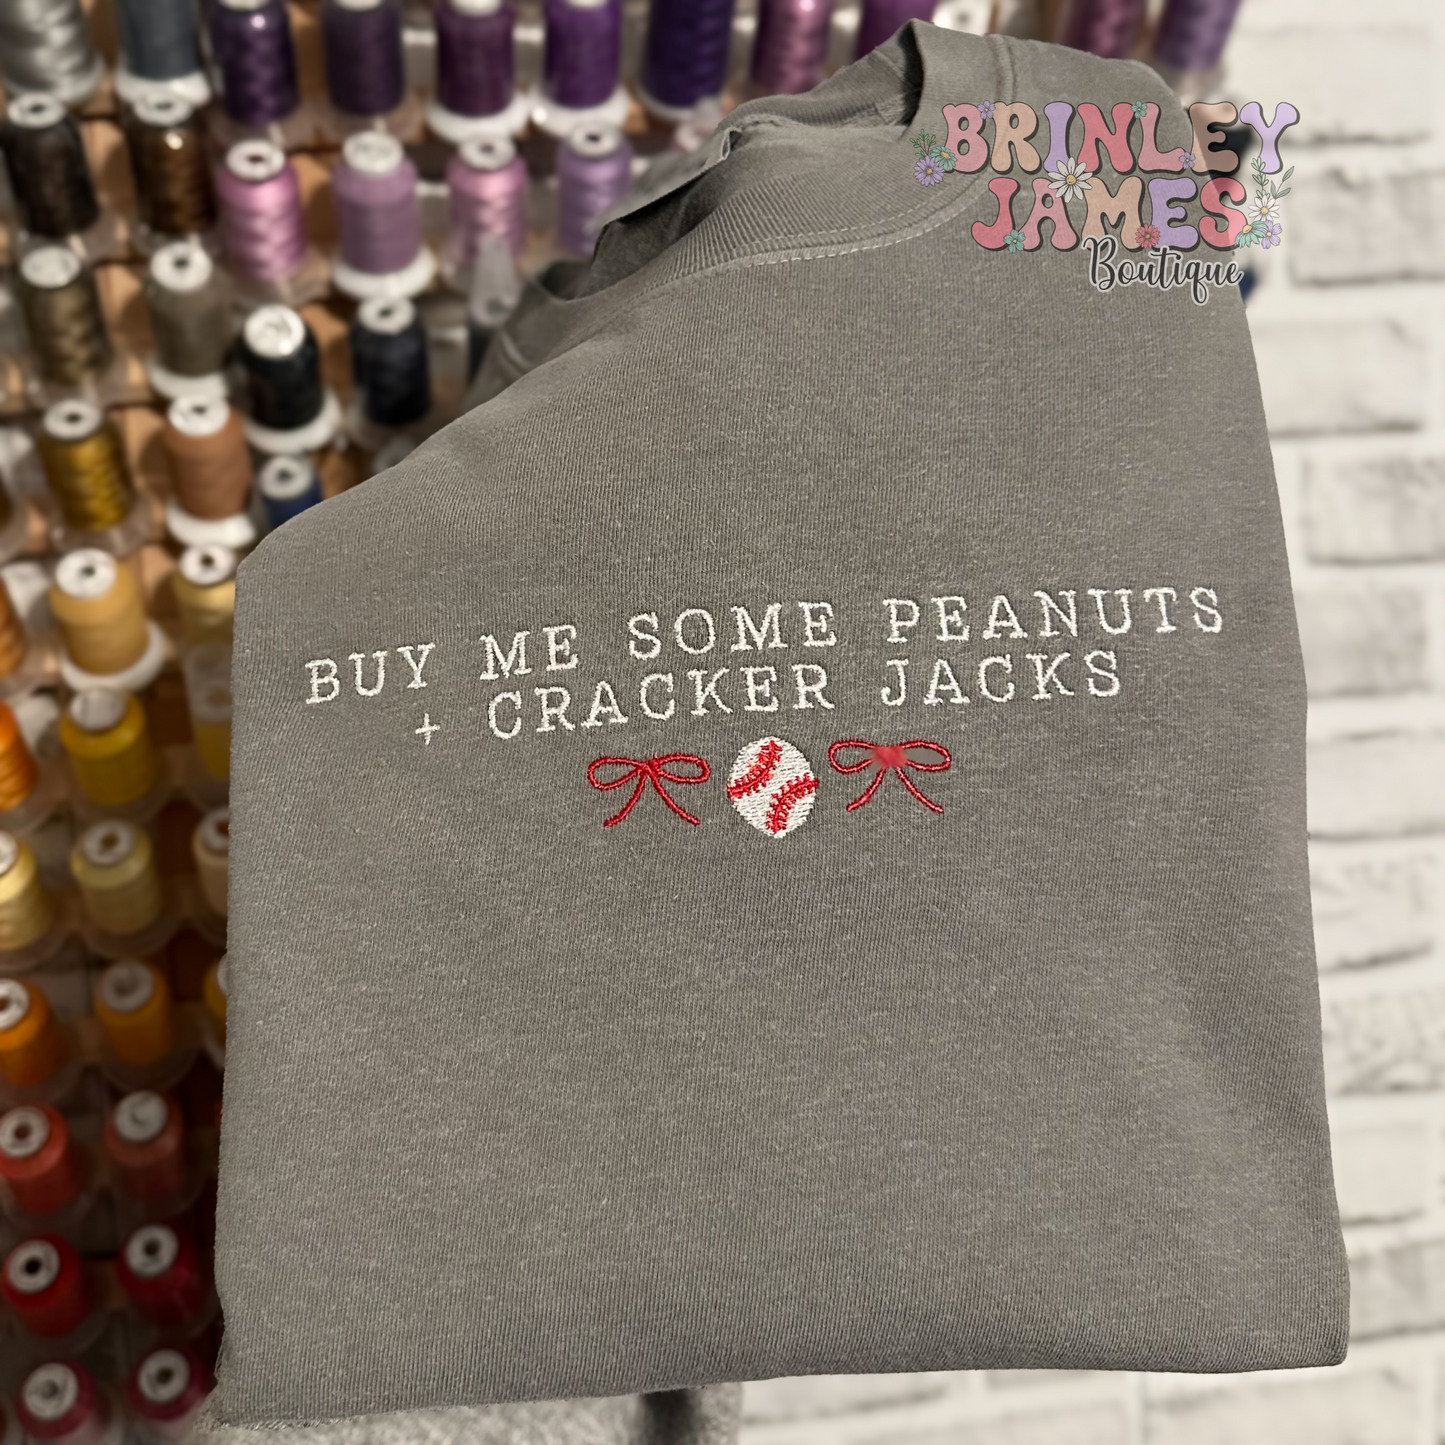 BRINLEY
JAMES
Boutique
BUY ME SOME PEANUTS
+ CRACKER JACKS